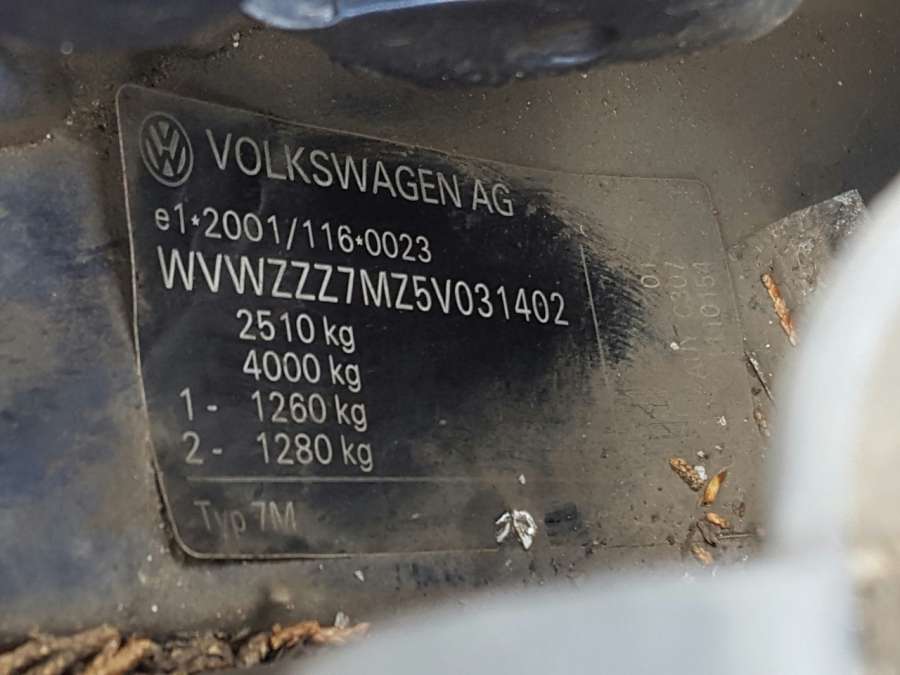 VOLKSWAGEN AG
e1*2001/116*0023
WVWZZZ7MZ5V031402
2510 kg
4000 kg
1 - 1260 kg
2 - 1280 kg
Typ 7M